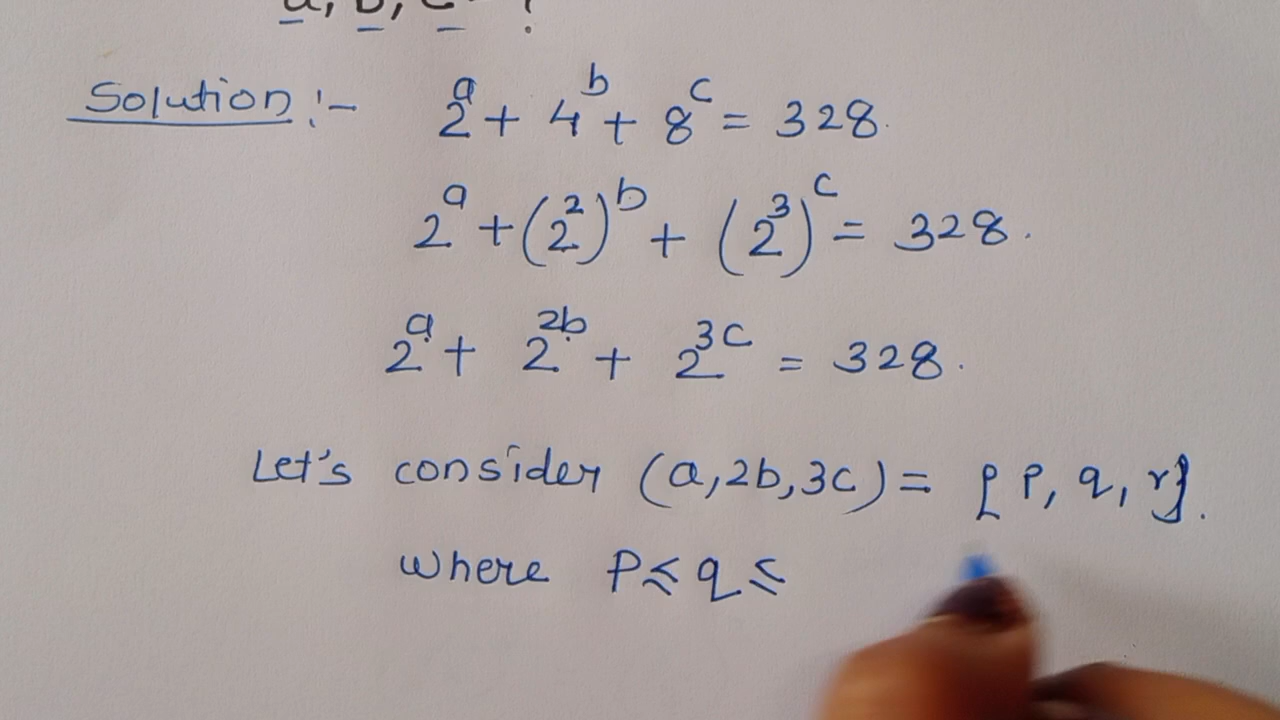 a, b, c = ?
Solution :- 2^a + 4^b + 8^c = 328.
2^a + (2^2)^b + (2^3)^c = 328.
2^a + 2^2b + 2^3c = 328.
Let's consider (a, 2b, 3c) = {p, q, r}.
where p ≤ q ≤